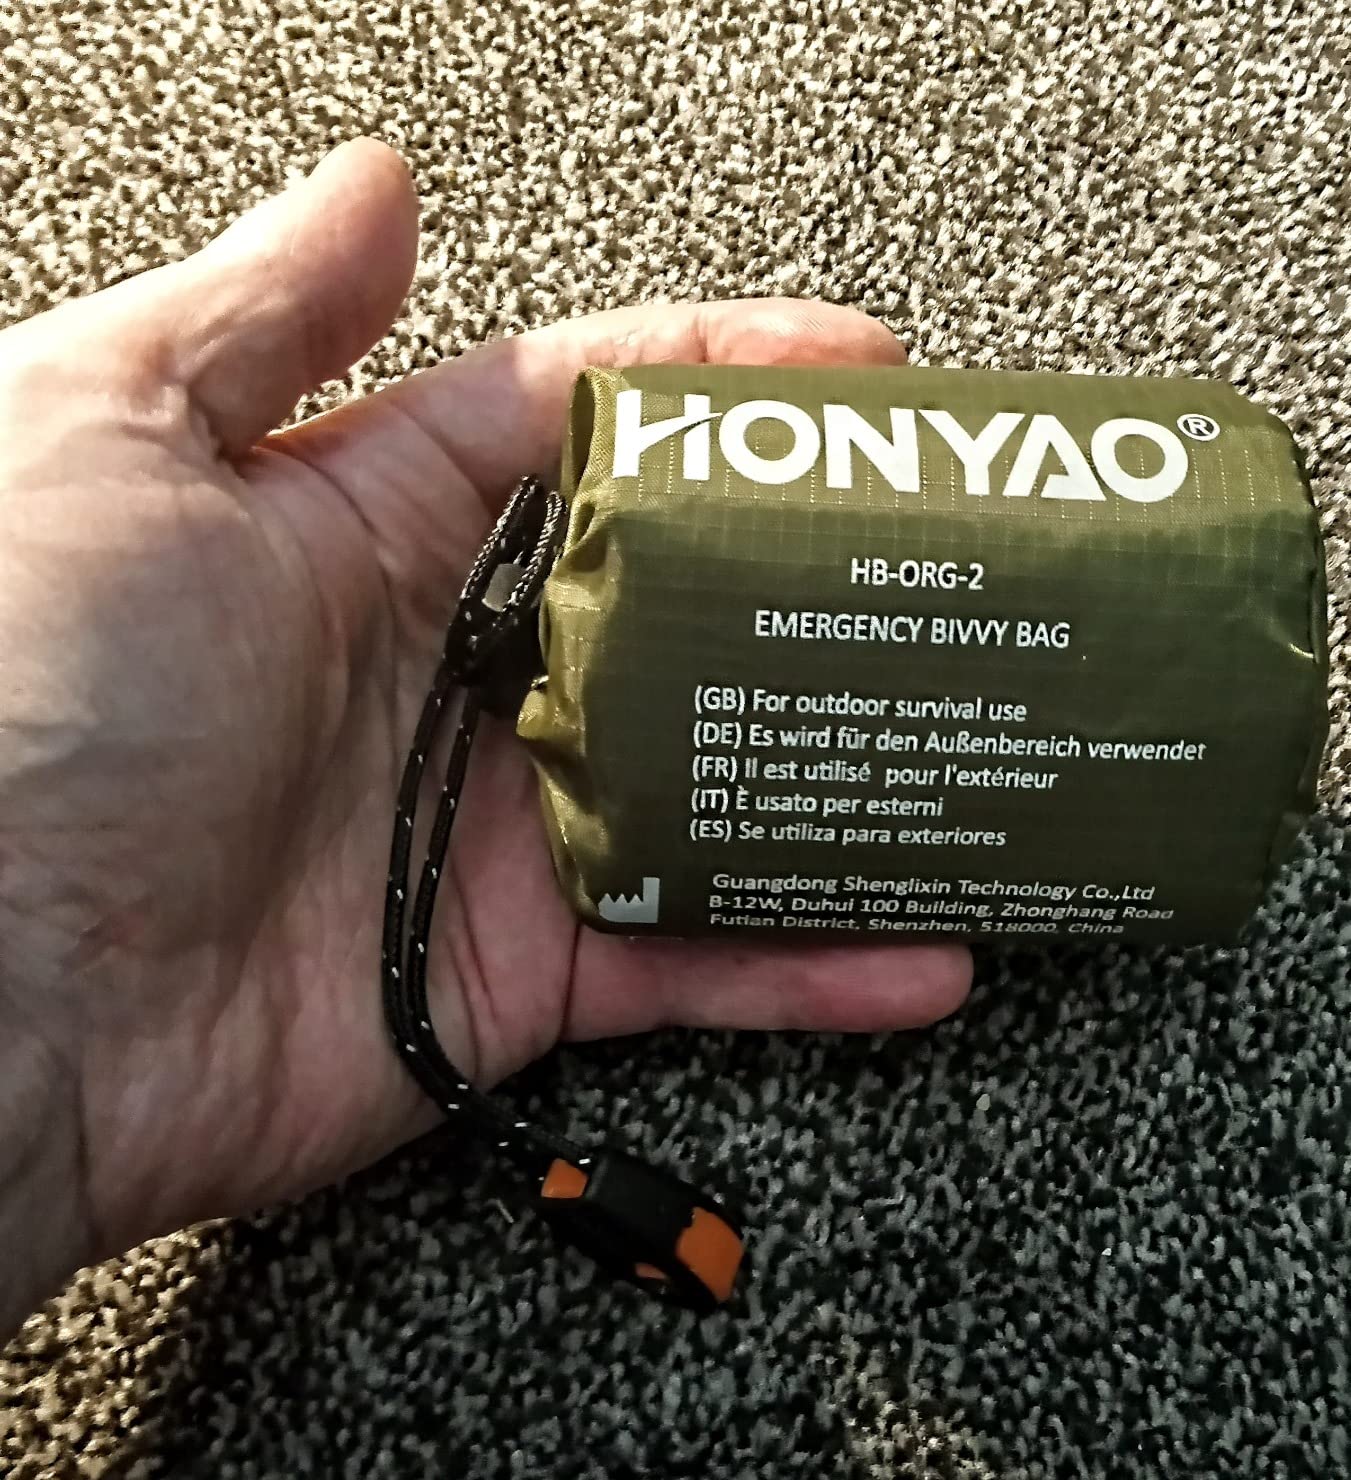 HONYAO®
HB-ORG-2
EMERGENCY BIVVY BAG
(GB) For outdoor survival use
(DE) Es wird für den Außenbereich verwendet
(FR) Il est utilisé pour l'extérieur
(IT) È usato per esterni
(ES) Se utiliza para exteriores
Guangdong Shenglixin Technology Co.,Ltd
B-12W, Duhui 100 Building, Zhonghang Road
Futian District, Shenzhen, 518000, China